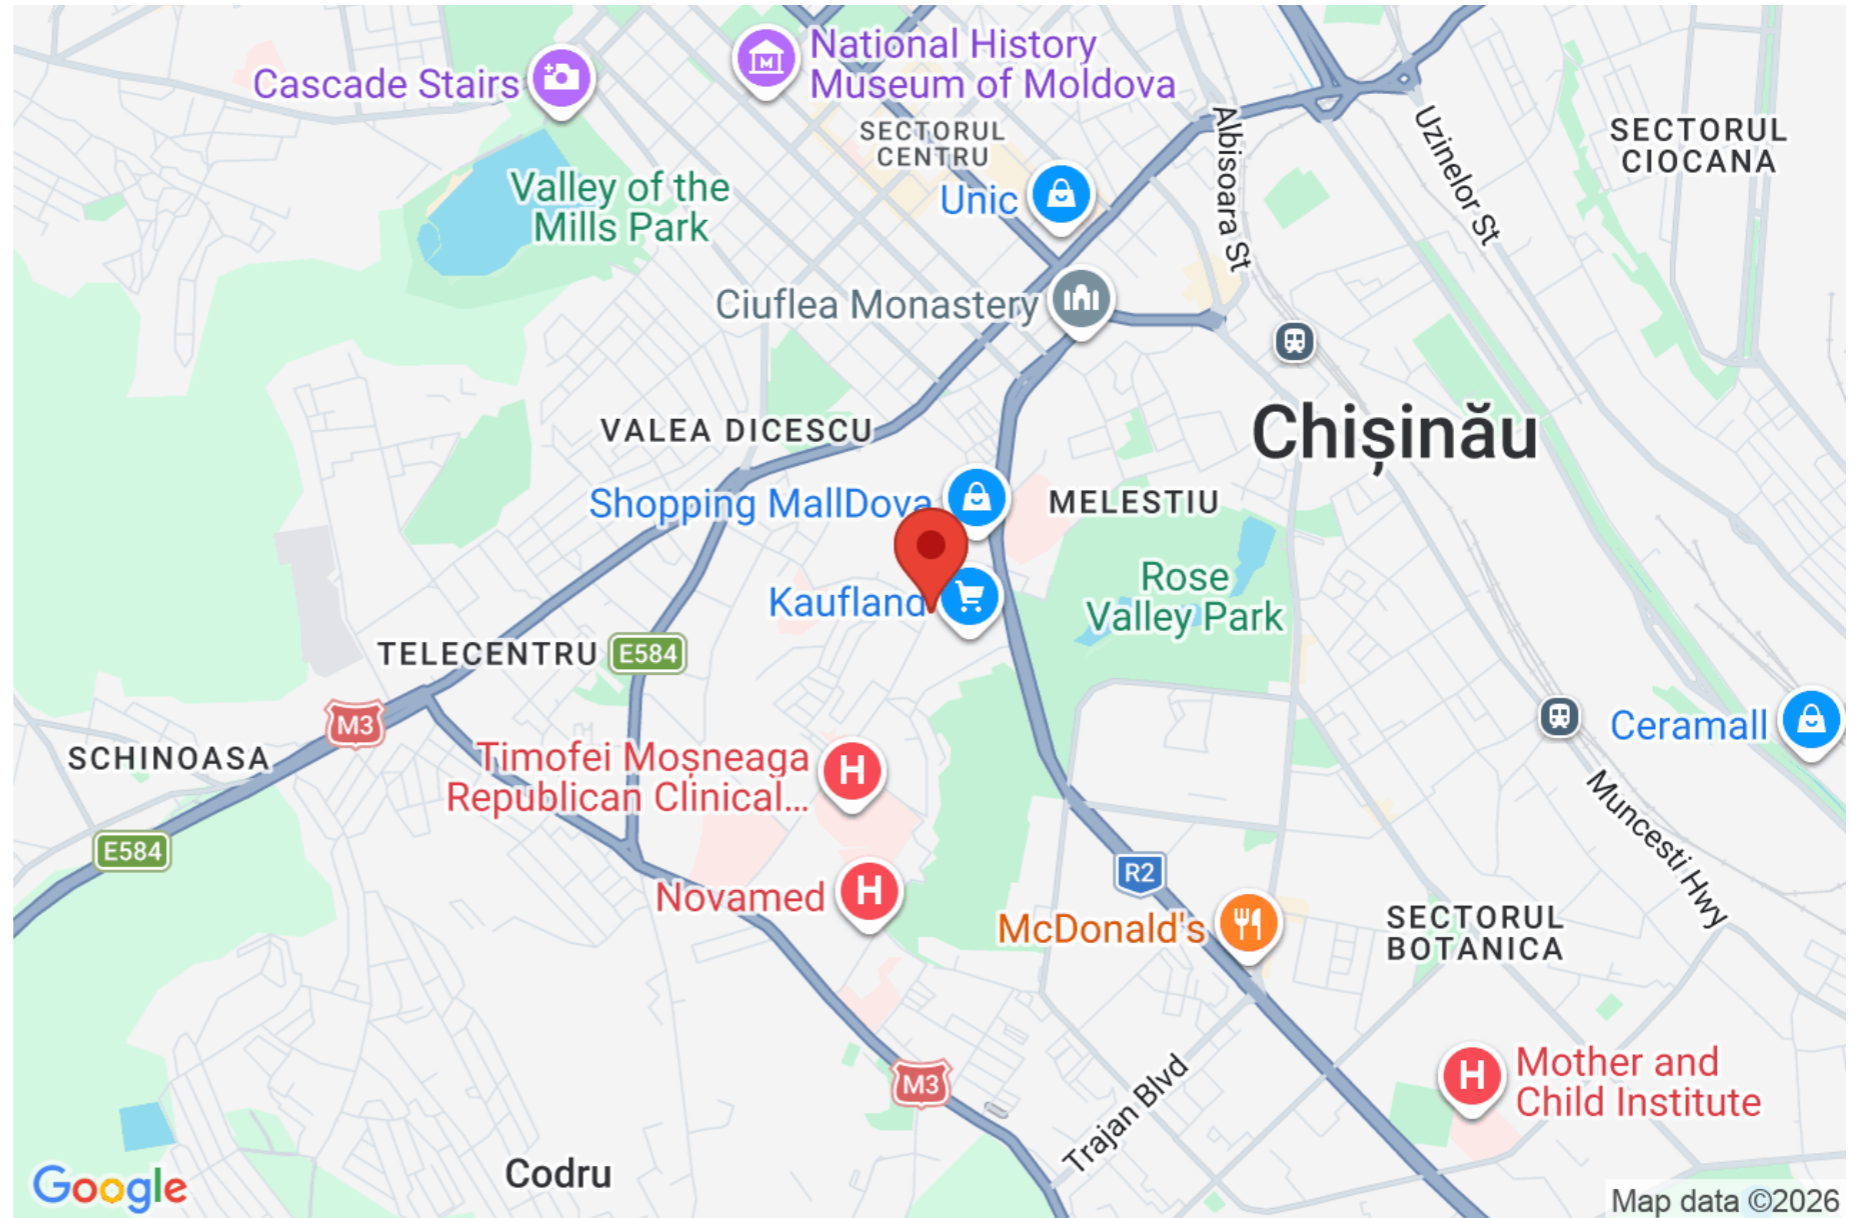 National History
Museum of Moldova
Cascade Stairs
SECTORUL
CENTRU
Albisoara St
Uzinelor St
SECTORUL
CIOCANA
Valley of the
Mills Park
Unic
Ciuflea Monastery
Chișinău
VALEA DICESCU
Shopping MallDova
MELESTIU
Rose
Valley Park
Kaufland
TELECENTRU
E584
M3
SCHINOASA
Timofei Moșneaga
Republican Clinical...
Ceramall
E584
R2
Muncesti Hwy
Novamed
McDonald's
SECTORUL
BOTANICA
M3
Mother and
Child Institute
Trajan Blvd
Codru
Google
Map data ©2026